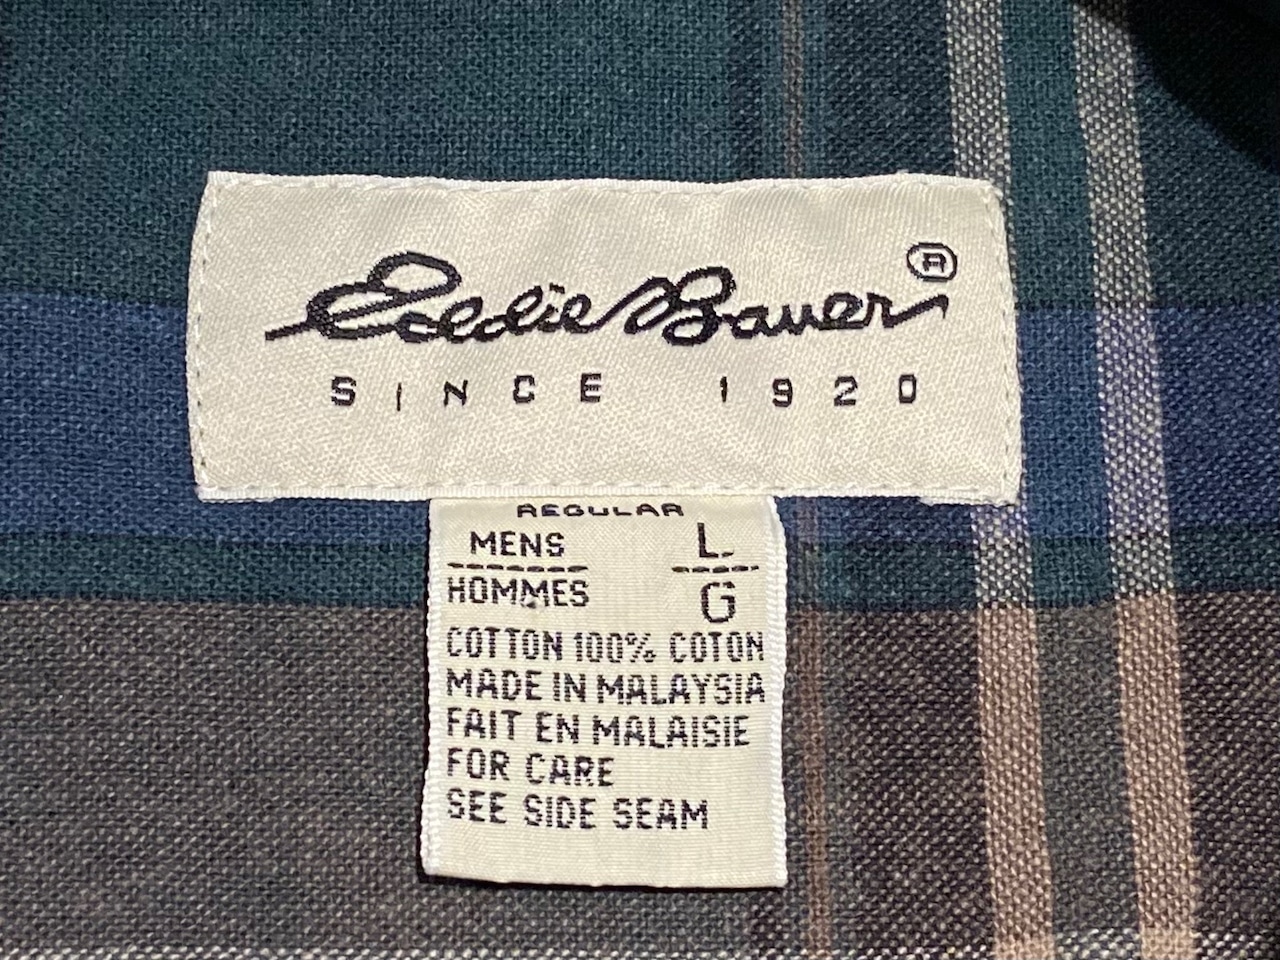 Eddie Bauer ®
SINCE 1920
REGULAR
MENS L
HOMMES G
COTTON 100% COTON
MADE IN MALAYSIA
FAIT EN MALAISIE
FOR CARE
SEE SIDE SEAM